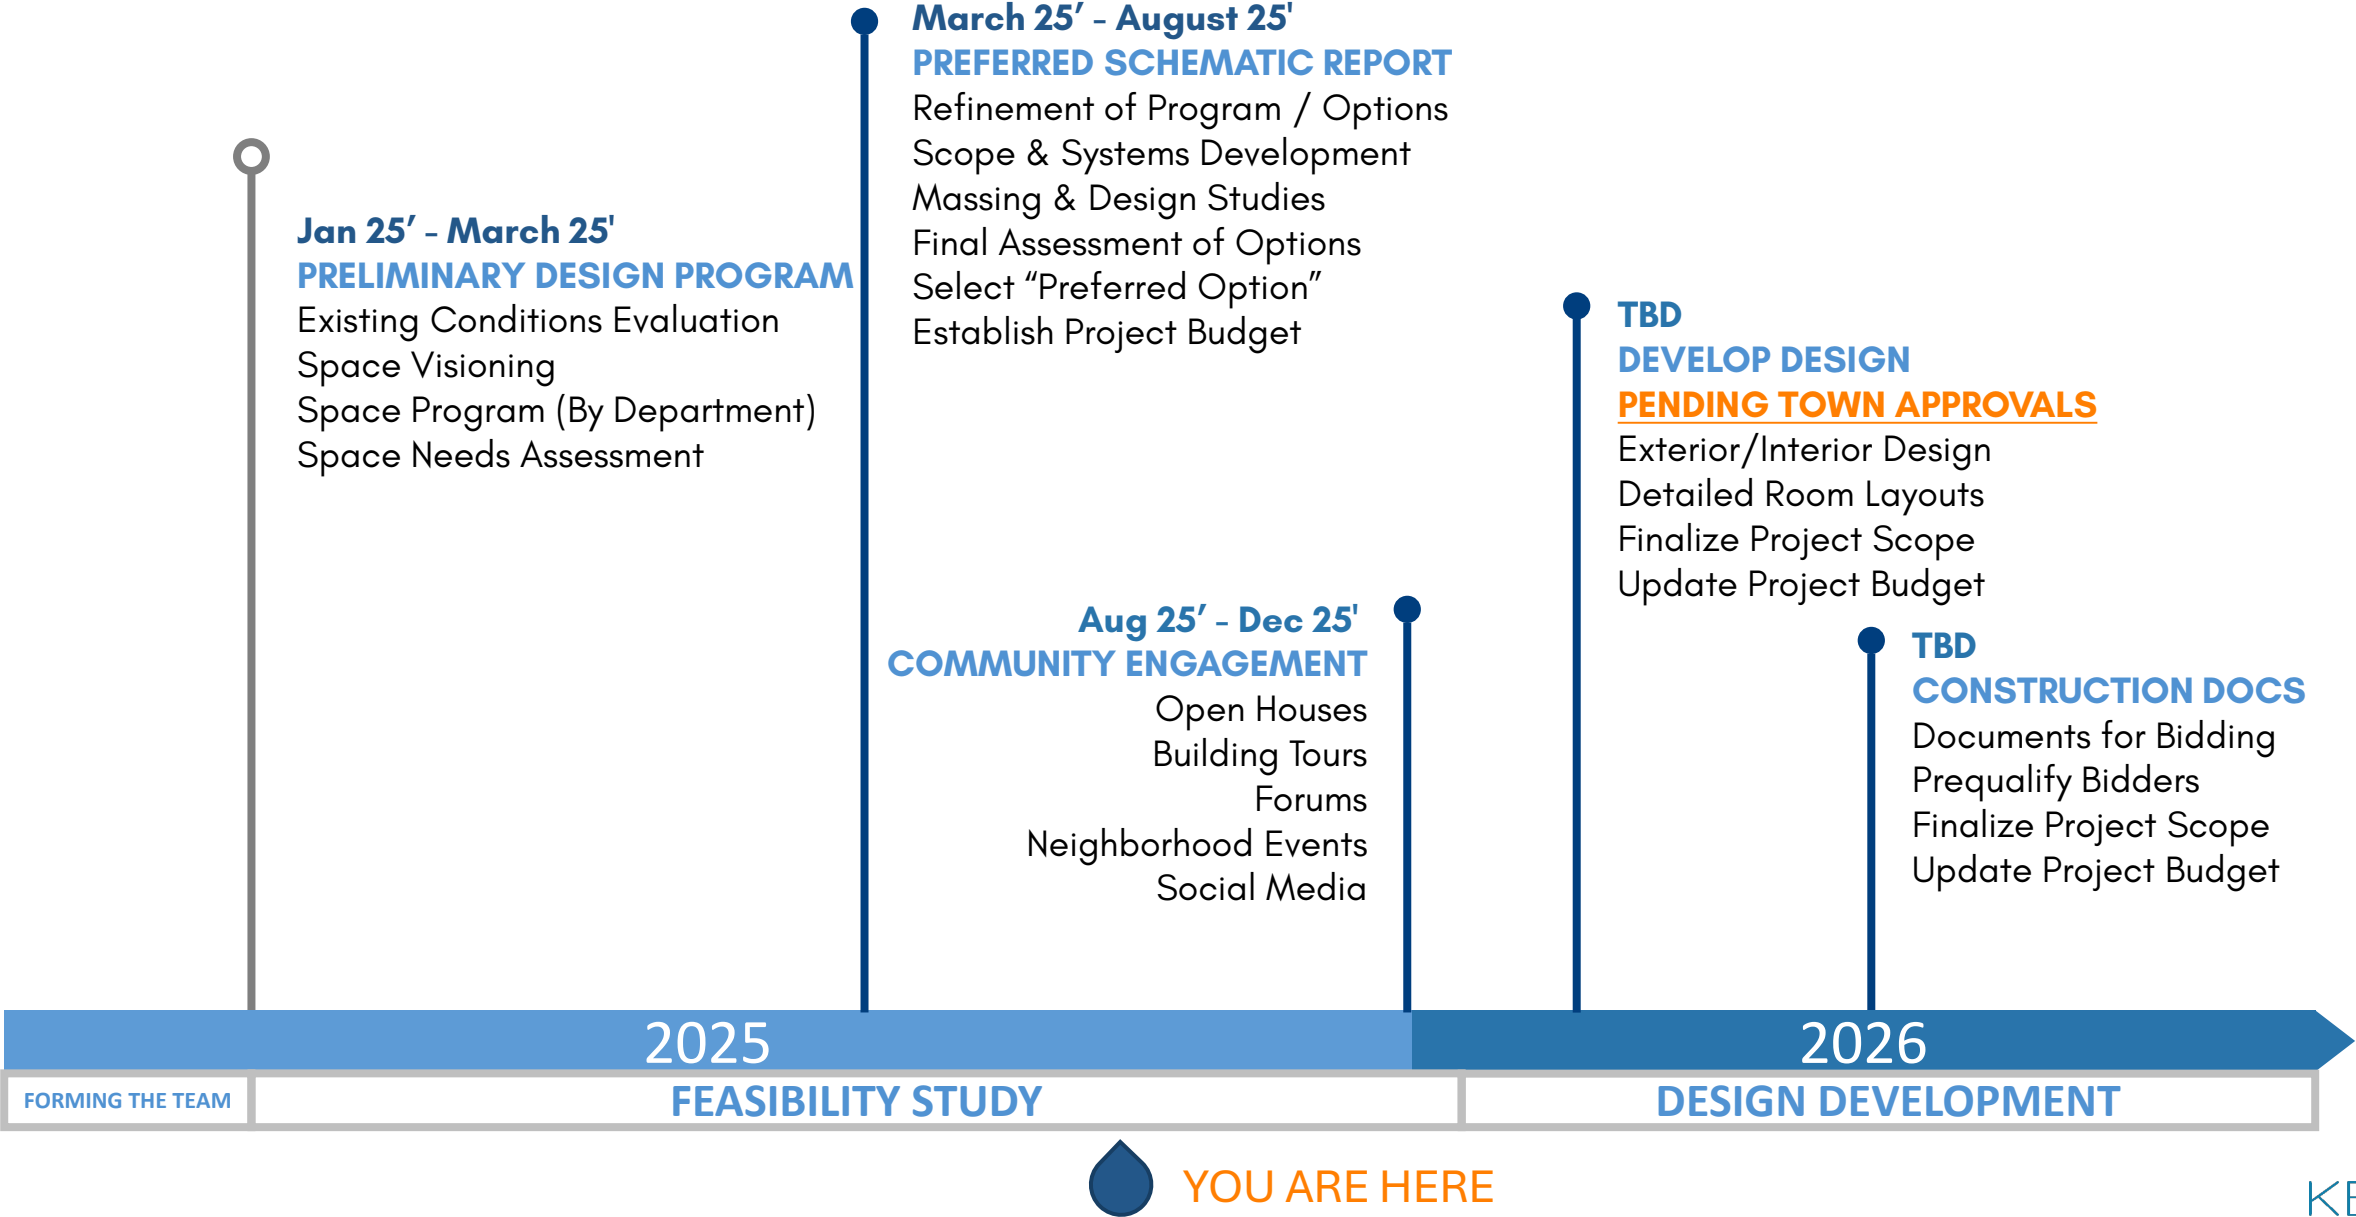 Jan 25’ - March 25'
PRELIMINARY DESIGN PROGRAM
Existing Conditions Evaluation
Space Visioning
Space Program (By Department)
Space Needs Assessment
March 25’ - August 25'
PREFERRED SCHEMATIC REPORT
Refinement of Program / Options
Scope & Systems Development
Massing & Design Studies
Final Assessment of Options
Select “Preferred Option”
Establish Project Budget
Aug 25’ - Dec 25'
COMMUNITY ENGAGEMENT
Open Houses
Building Tours
Forums
Neighborhood Events
Social Media
TBD
DEVELOP DESIGN
PENDING TOWN APPROVALS
Exterior/Interior Design
Detailed Room Layouts
Finalize Project Scope
Update Project Budget
TBD
CONSTRUCTION DOCS
Documents for Bidding
Prequalify Bidders
Finalize Project Scope
Update Project Budget
2025
2026
FORMING THE TEAM
FEASIBILITY STUDY
DESIGN DEVELOPMENT
YOU ARE HERE